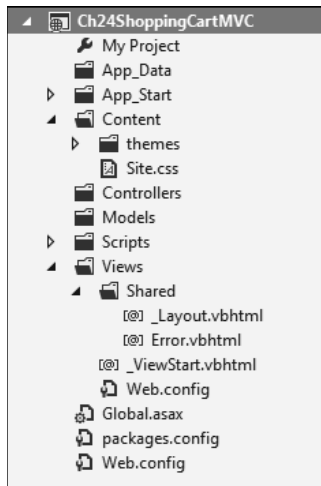 Ch24ShoppingCartMVC
My Project
App_Data
App_Start
Content
themes
Site.css
Controllers
Models
Scripts
Views
Shared
[@] _Layout.vbhtml
[@] Error.vbhtml
[@] _ViewStart.vbhtml
Web.config
Global.asax
packages.config
Web.config